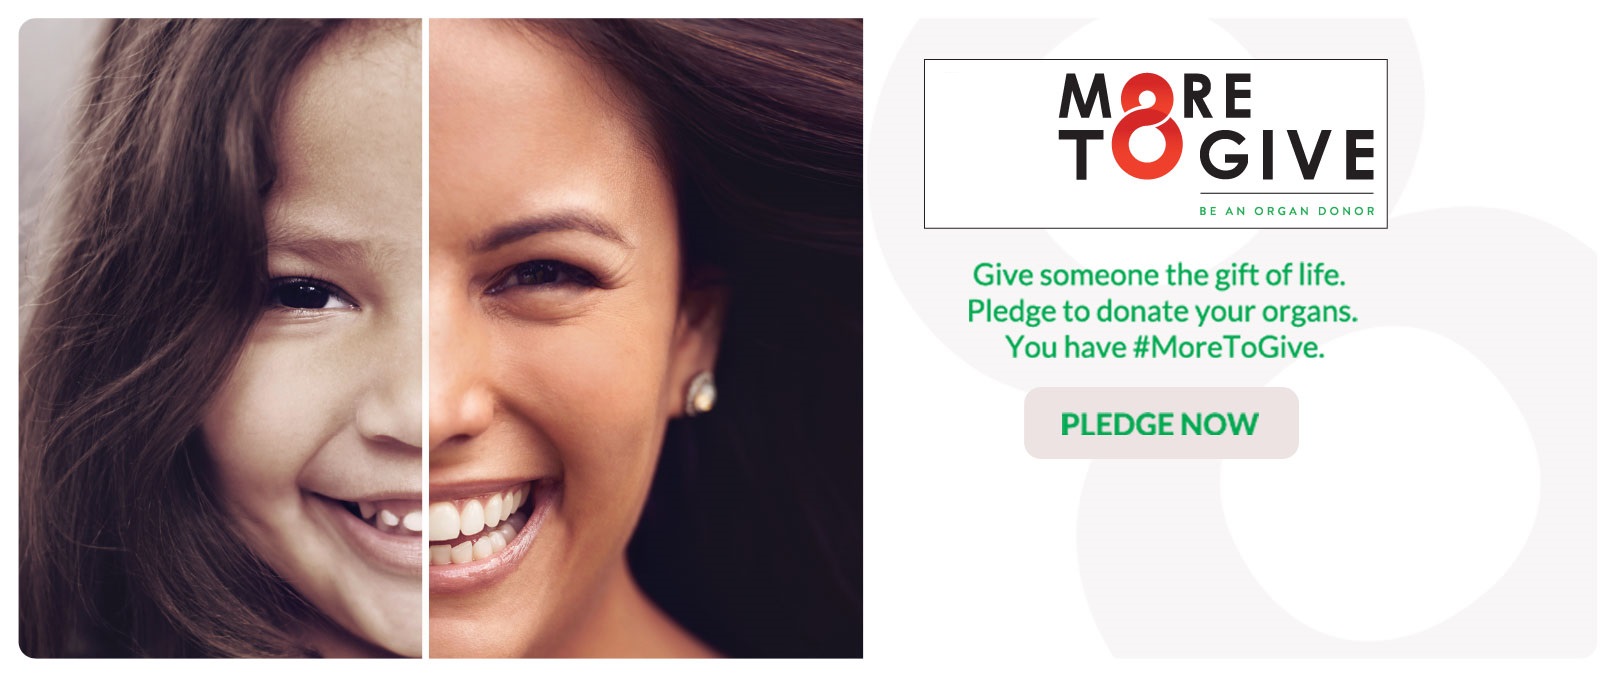 MORE
TO GIVE
BE AN ORGAN DONOR
Give someone the gift of life.
Pledge to donate your organs.
You have #MoreToGive.
PLEDGE NOW